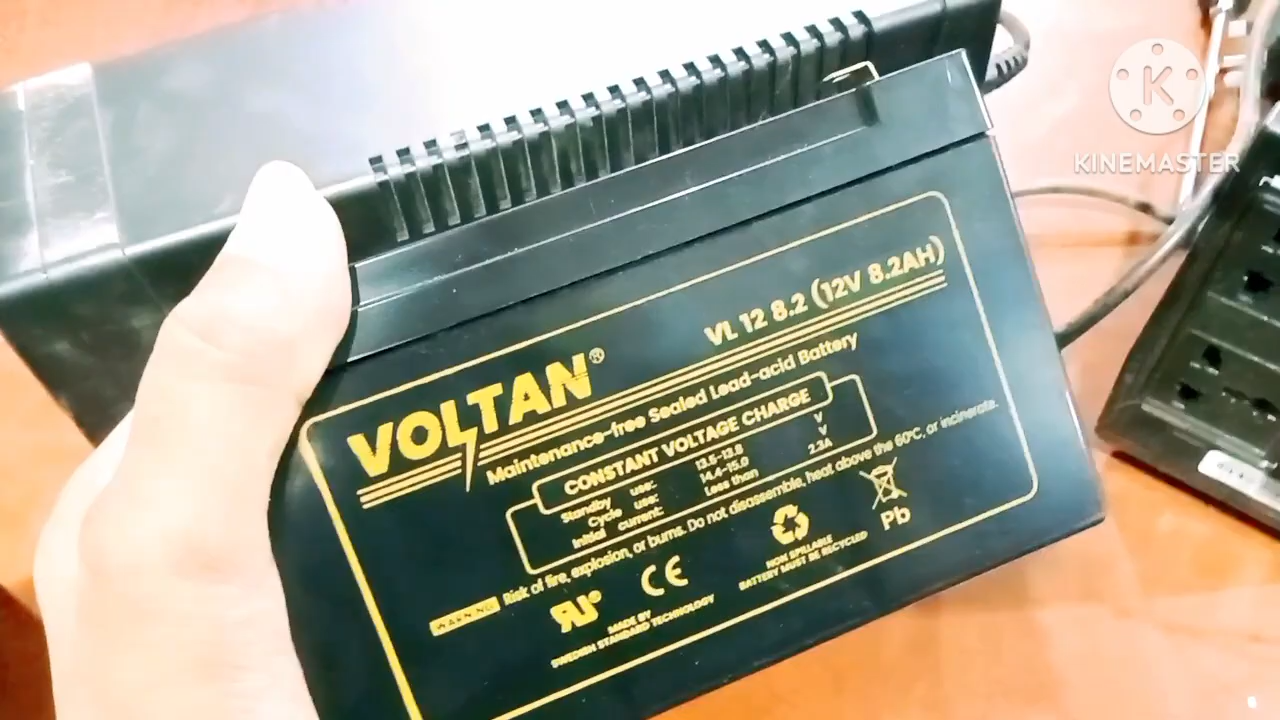 KINEMASTER
VOLTAN® VL 12 8.2 (12V 8.2AH)
Maintenance-free Sealed Lead-acid Battery
CONSTANT VOLTAGE CHARGE
Standby use: 13.5-13.8 V
Cycle use: 14.4-15.0 V
Initial current: Less than 2.3A
WARNING Risk of fire, explosion, or burns. Do not disassemble, heat above the 60°C, or incinerate.
CE
Pb
NON SPILLABLE
BATTERY MUST BE RECYCLED
MADE BY
SWEDISH STANDARD TECHNOLOGY